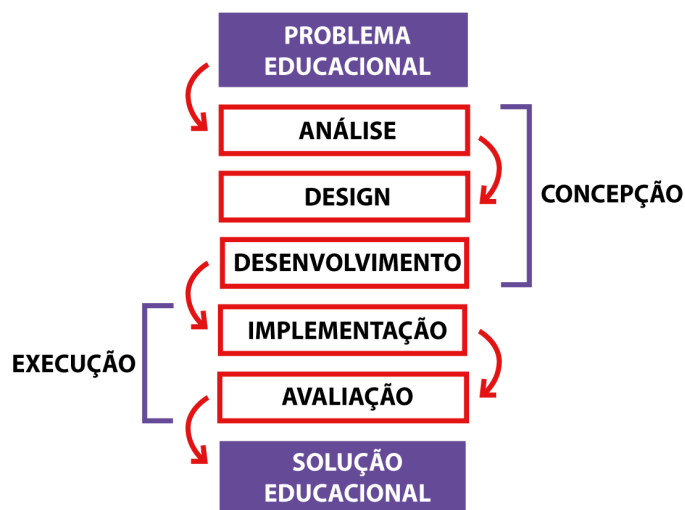 PROBLEMA
EDUCACIONAL
ANÁLISE
DESIGN
CONCEPÇÃO
DESENVOLVIMENTO
IMPLEMENTAÇÃO
EXECUÇÃO
AVALIAÇÃO
SOLUÇÃO
EDUCACIONAL